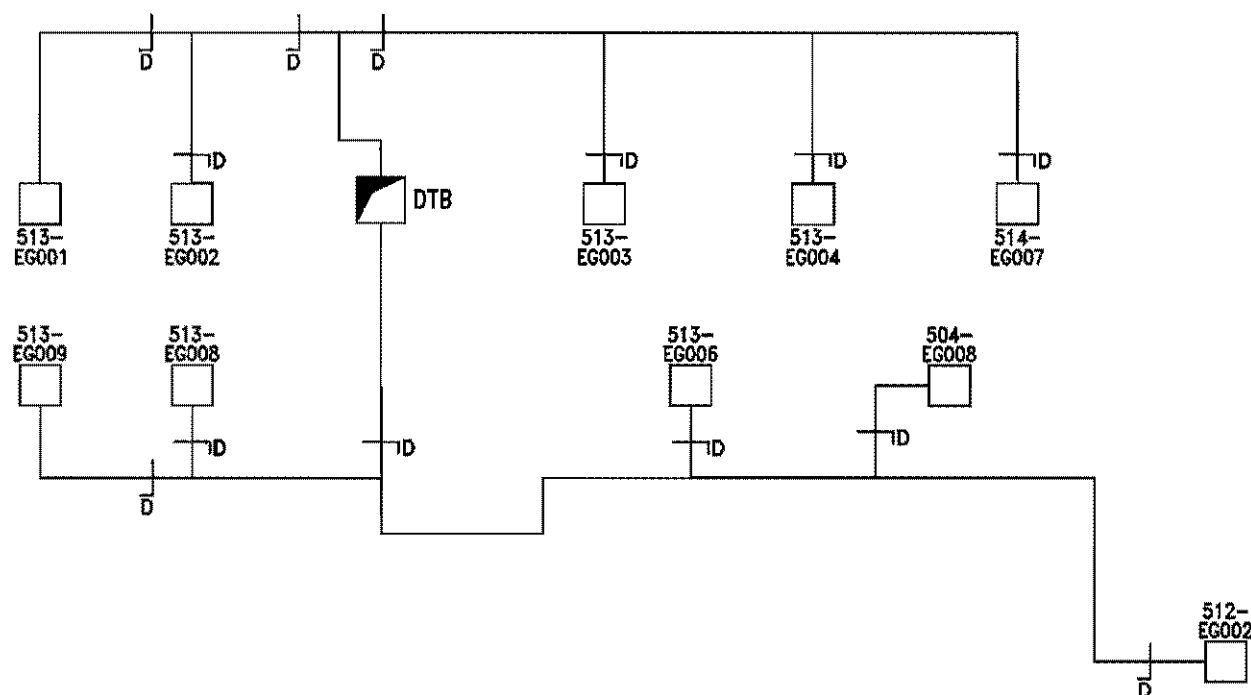 D D D
D D D D
DTB
513-
EG001
513-
EG002
513-
EG003
513-
EG004
514-
EG007
513-
EG009
513-
EG008
513-
EG006
504-
EG008
D D D D
D
512-
EG002
D